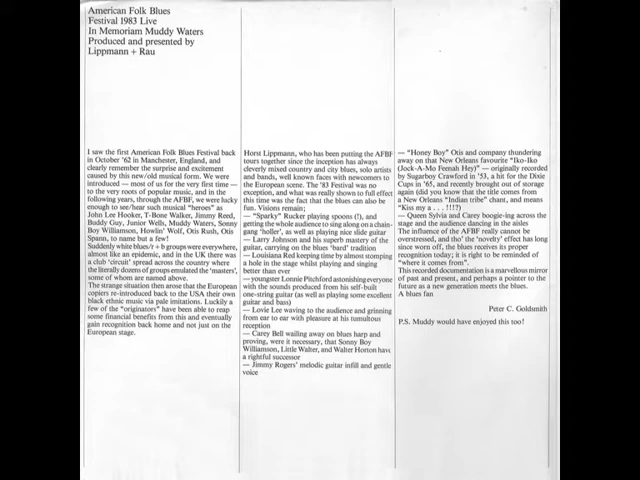 American Folk Blues
Festival 1983 Live
In Memoriam Muddy Waters
Produced and presented by
Lippmann + Rau
I saw the first American Folk Blues Festival back
in October '62 in Manchester, England, and
clearly remember the surprise and excitement
caused by this new/old musical form. We were
introduced — most of us for the very first time —
to the very roots of popular music, and in the
following years, through the AFBF, we were lucky
enough to see/hear such musical "heroes" as
John Lee Hooker, T-Bone Walker, Jimmy Reed,
Buddy Guy, Junior Wells, Muddy Waters, Sonny
Boy Williamson, Howlin' Wolf, Otis Rush, Otis
Spann, to name but a few!
Suddenly white blues/r + b groups were everywhere,
almost like an epidemic, and in the UK there was
a club 'circuit' spread across the country where
the literally dozens of groups emulated the 'masters',
some of whom are named above.
The strange situation then arose that the European
copiers re-introduced back to the USA their own
black ethnic music via pale imitations. Luckily a
few of the "originators" have been able to reap
some financial benefits from this and eventually
gain recognition back home and not just on the
European stage.
Horst Lippmann, who has been putting the AFBF
tours together since the inception has always
cleverly mixed country and city blues, solo artists
and bands, well known faces with newcomers to
the European scene. The '83 Festival was no
exception, and what was really shown to full effect
this time was the fact that the blues can also be
fun. Visions remain;
— "Sparky" Rucker playing spoons (!), and
getting the whole audience to sing along on a chain-
gang 'holler', as well as playing nice slide guitar
— Larry Johnson and his superb mastery of the
guitar, carrying on the blues 'bard' tradition
— Louisiana Red keeping time by almost stomping
a hole in the stage whilst playing and singing
better than ever
— youngster Lonnie Pitchford astonishing everyone
with the sounds produced from his self-built
one-string guitar (as well as playing some excellent
guitar and bass)
— Lovie Lee waving to the audience and grinning
from ear to ear with pleasure at his tumultous
reception
— Carey Bell wailing away on blues harp and
proving, were it necessary, that Sonny Boy
Williamson, Little Walter, and Walter Horton have
a rightful successor
— Jimmy Rogers' melodic guitar infill and gentle
voice
— "Honey Boy" Otis and company thundering
away on that New Orleans favourite "Iko-Iko
(Jock-A-Mo Feenah Hey)" — originally recorded
by Sugarboy Crawford in '53, a hit for the Dixie
Cups in '65, and recently brought out of storage
again (did you know that the title comes from
a New Orleans "Indian tribe" chant, and means
"Kiss my a . . . !!!?)
— Queen Sylvia and Carey boogie-ing across the
stage and the audience dancing in the aisles
The influence of the AFBF really cannot be
overstressed, and tho' the 'novelty' effect has long
since worn off, the blues receives its proper
recognition today; it is right to be reminded of
"where it comes from".
This recorded documentation is a marvellous mirror
of past and present, and perhaps a pointer to the
future as a new generation meets the blues.
A blues fan
Peter C. Goldsmith
P.S. Muddy would have enjoyed this too!